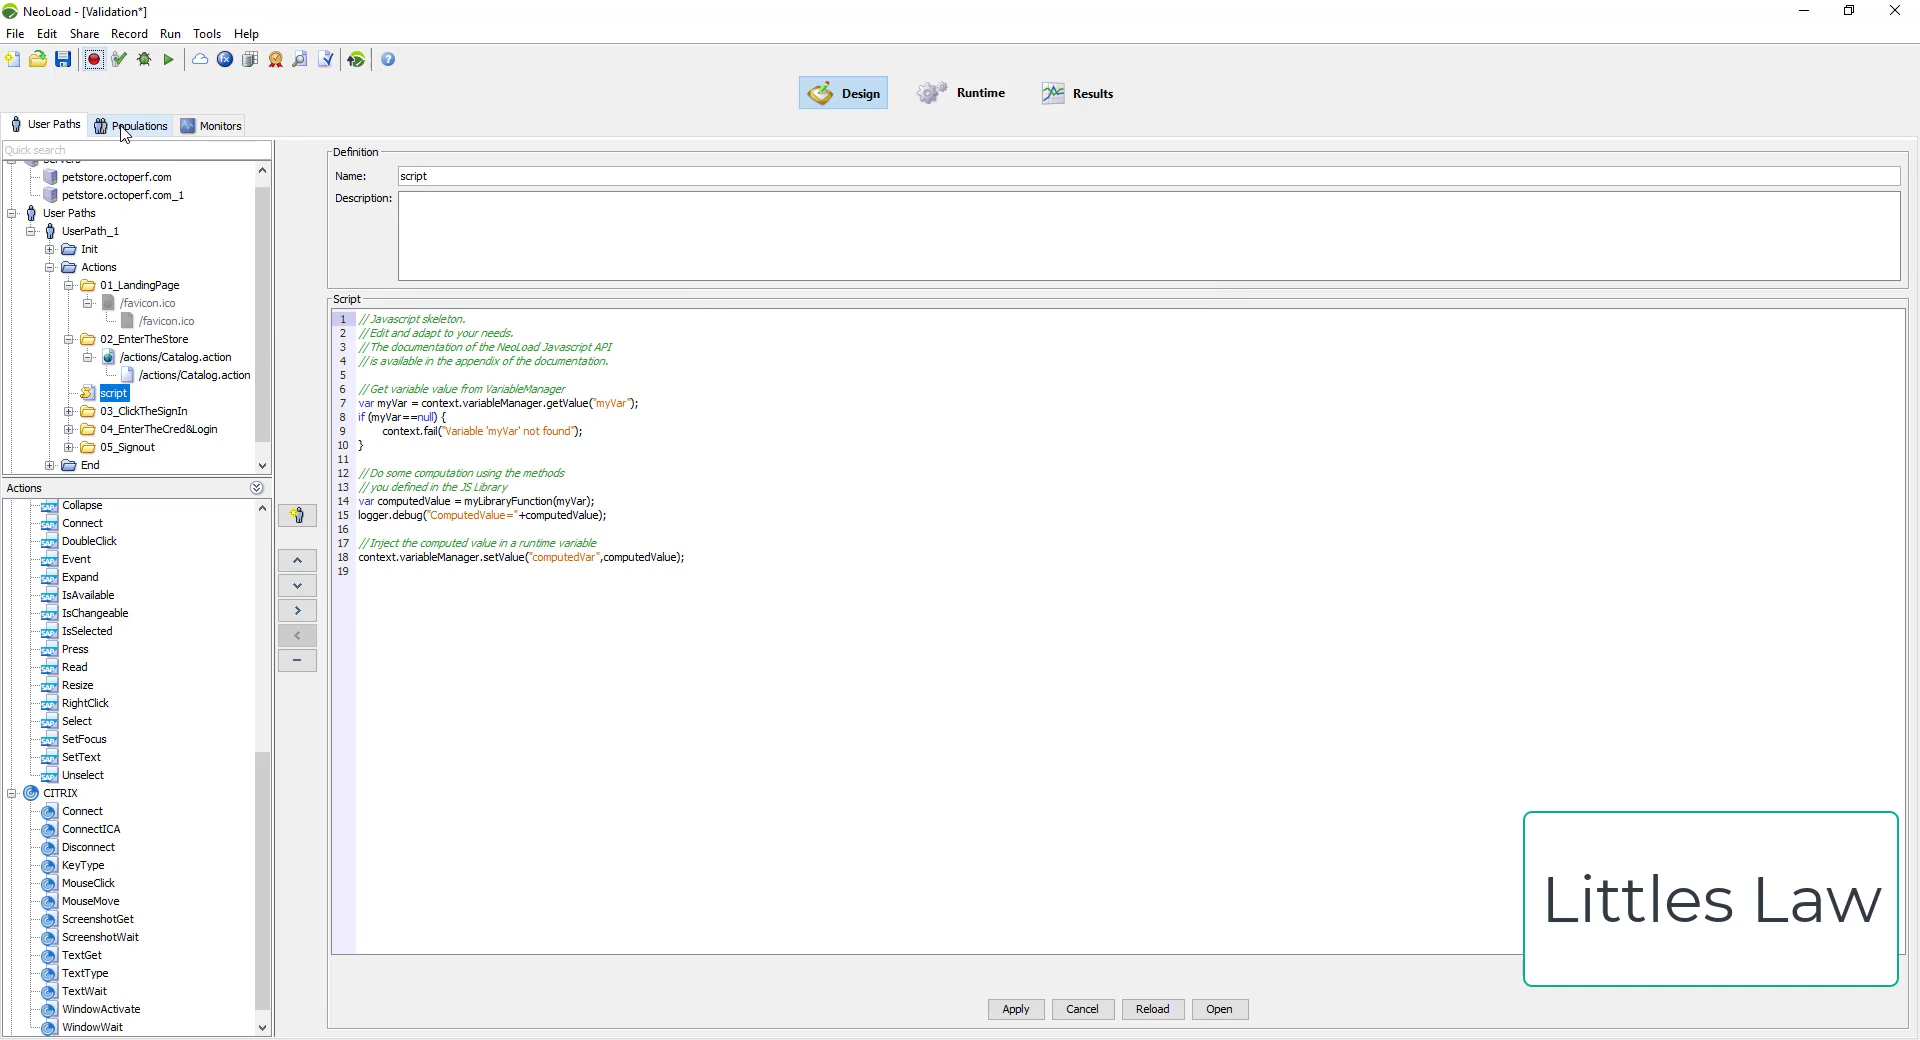 NeoLoad - [Validation*]
File Edit Share Record Run Tools Help
Design Runtime Results
User Paths Populations Monitors
Quick search
Servers
petstore.octoperf.com
petstore.octoperf.com_1
User Paths
UserPath_1
Init
Actions
01_LandingPage
/favicon.ico
/favicon.ico
02_EnterTheStore
/actions/Catalog.action
/actions/Catalog.action
script
03_ClickTheSignIn
04_EnterTheCred&Login
05_Signout
End
Actions
Collapse
Connect
DoubleClick
Event
Expand
IsAvailable
IsChangeable
IsSelected
Press
Read
Resize
RightClick
Select
SetFocus
SetText
Unselect
CITRIX
Connect
ConnectICA
Disconnect
KeyType
MouseClick
MouseMove
ScreenshotGet
ScreenshotWait
TextGet
TextType
TextWait
WindowActivate
WindowWait
Definition
Name: script
Description:
Script
1 //Javascript skeleton.
2 //Edit and adapt to your needs.
3 //The documentation of the NeoLoad Javascript API
4 //is available in the appendix of the documentation.
5
6 //Get variable value from VariableManager
7 var myVar = context.variableManager.getValue("myVar");
8 if (myVar==null) {
9 context.fail("Variable 'myVar' not found");
10 }
11
12 //Do some computation using the methods
13 //you defined in the JS Library
14 var computedValue = myLibraryFunction(myVar);
15 logger.debug("ComputedValue="+computedValue);
16
17 //Inject the computed value in a runtime variable
18 context.variableManager.setValue("computedVar",computedValue);
19
Littles Law
Apply Cancel Reload Open